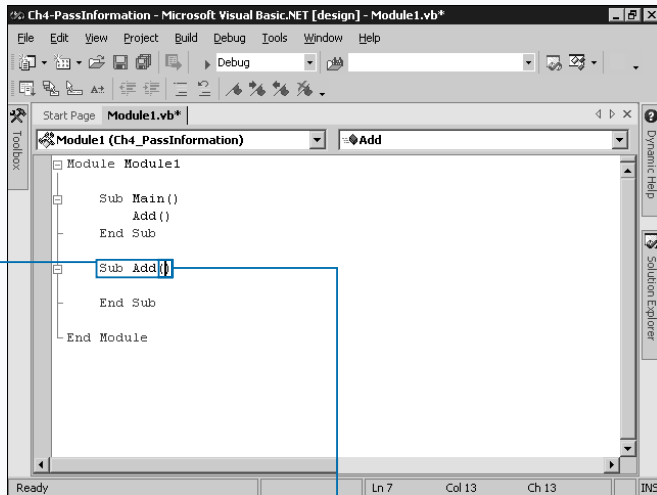 Ch4-PassInformation - Microsoft Visual Basic.NET [design] - Module1.vb*
File Edit View Project Build Debug Tools Window Help
Debug
Start Page Module1.vb*
Toolbox
Module1 (Ch4_PassInformation) Add
Dynamic Help
Solution Explorer
Module Module1
Sub Main()
Add()
End Sub
Sub Add()
End Sub
End Module
Ready Ln 7 Col 13 Ch 13 INS